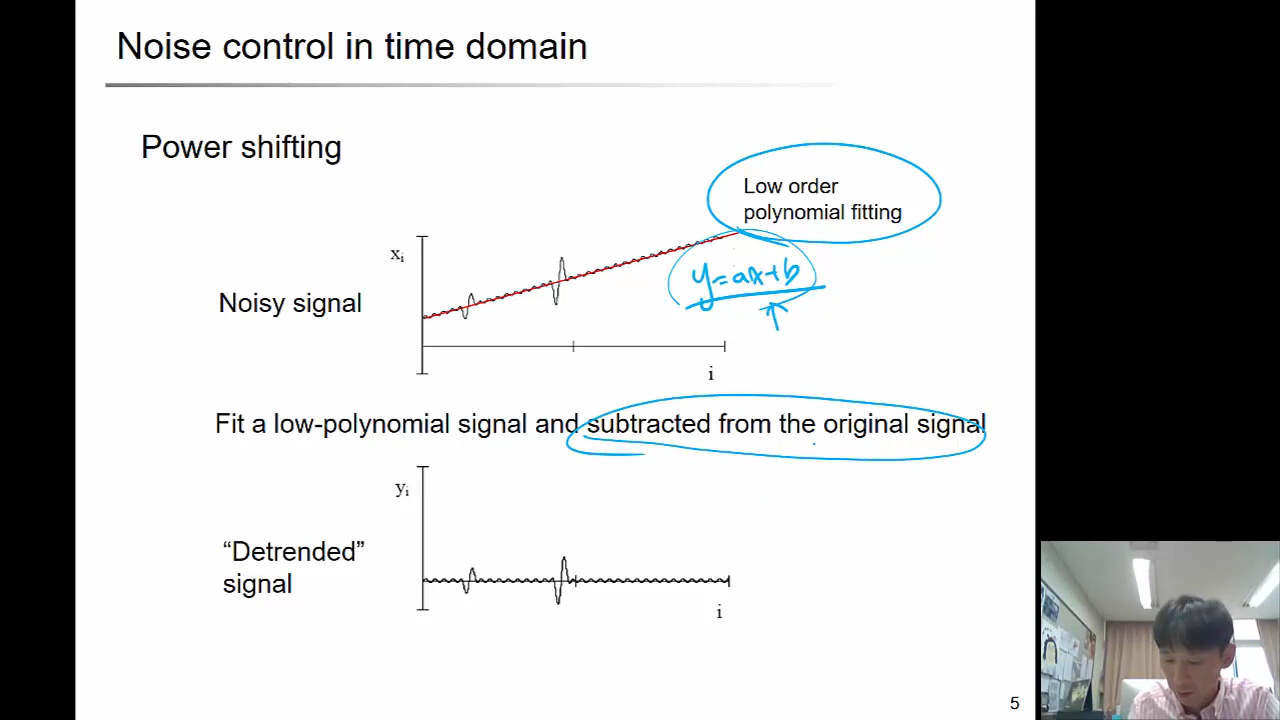 Noise control in time domain
Power shifting
Low order
polynomial fitting
xᵢ
y=ax+b
Noisy signal
i
Fit a low-polynomial signal and subtracted from the original signal
yᵢ
“Detrended”
signal
i
5